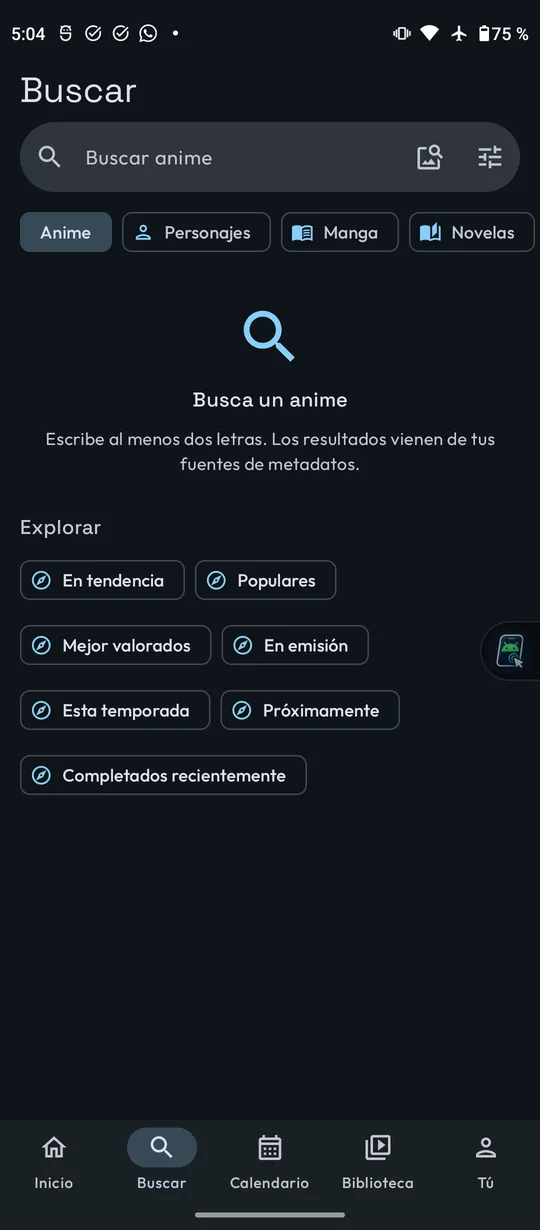 5:04
75 %
Buscar
Buscar anime
Anime Personajes Manga Novelas
Busca un anime
Escribe al menos dos letras. Los resultados vienen de tus
fuentes de metadatos.
Explorar
En tendencia Populares
Mejor valorados En emisión
Esta temporada Próximamente
Completados recientemente
Inicio Buscar Calendario Biblioteca Tú